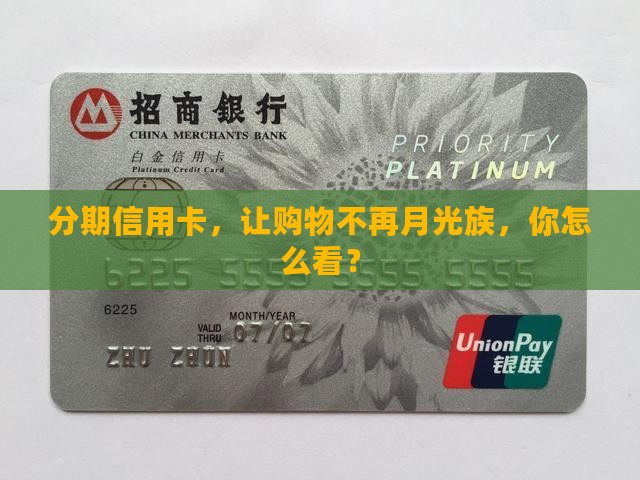 招商銀行
CHINA MERCHANTS BANK
白金信用卡
Platinum Credit Card
PRIORITY
PLATINUM
分期信用卡，让购物不再月光族，你怎
么看？
6225 5555 5555 5555
6225
MONTH/YEAR
VALID
THRU
07/07
ZHU ZHON
UnionPay
银联